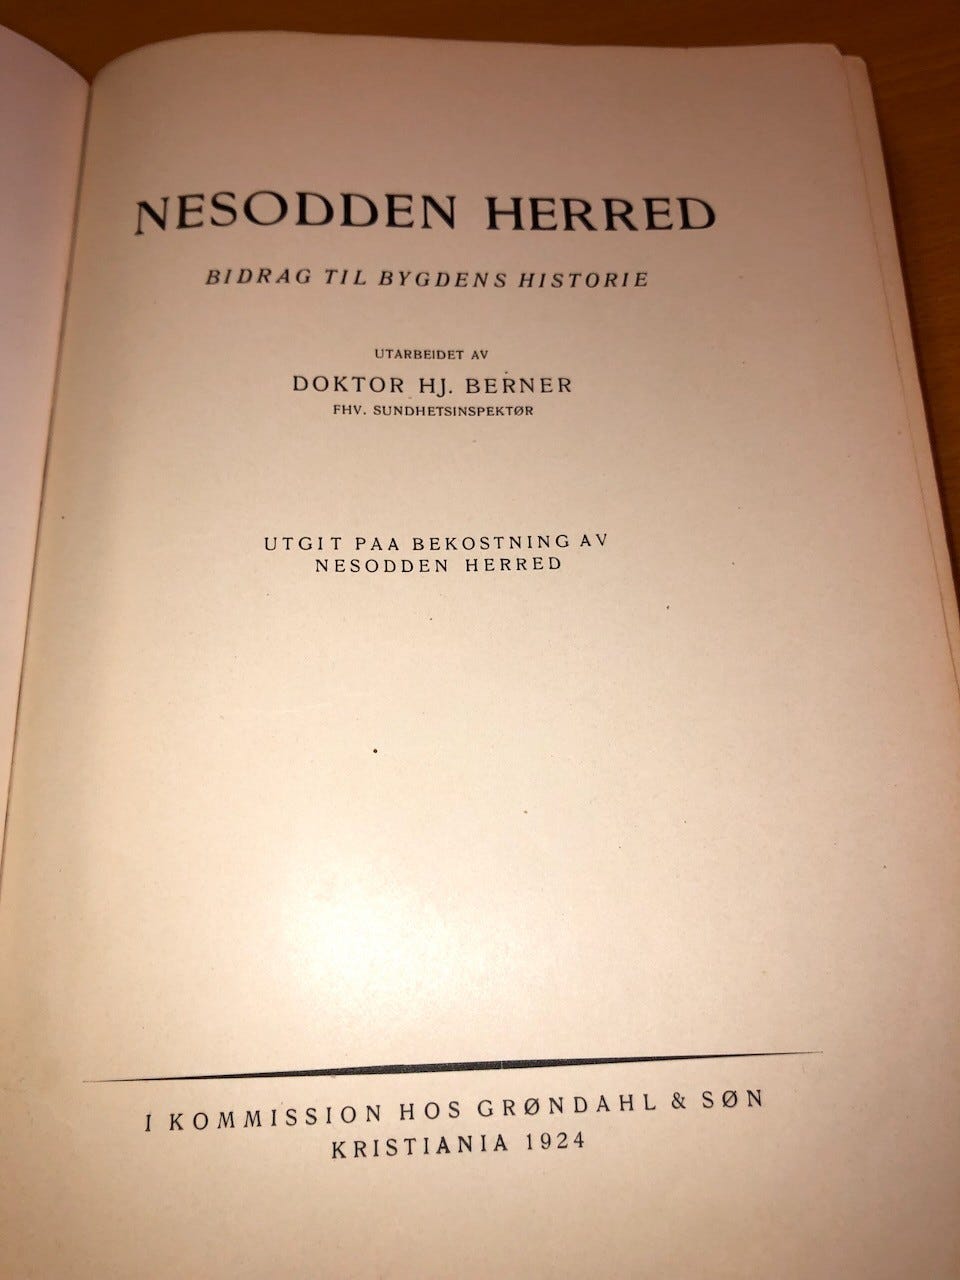 NESODDEN HERRED
BIDRAG TIL BYGDENS HISTORIE
UTARBEIDET AV
DOKTOR HJ. BERNER
FHV. SUNDHETSINSPEKTØR
UTGIT PAA BEKOSTNING AV
NESODDEN HERRED
I KOMMISSION HOS GRØNDAHL & SØN
KRISTIANIA 1924